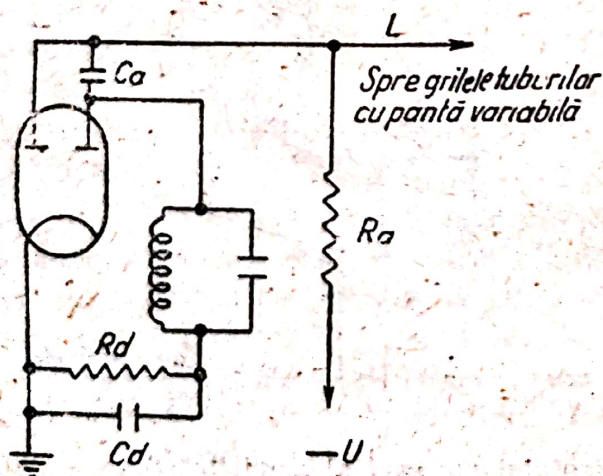 L
Ca
Spre grilele tuburilor
cu pantă variabilă
Ra
Rd
Cd
—U